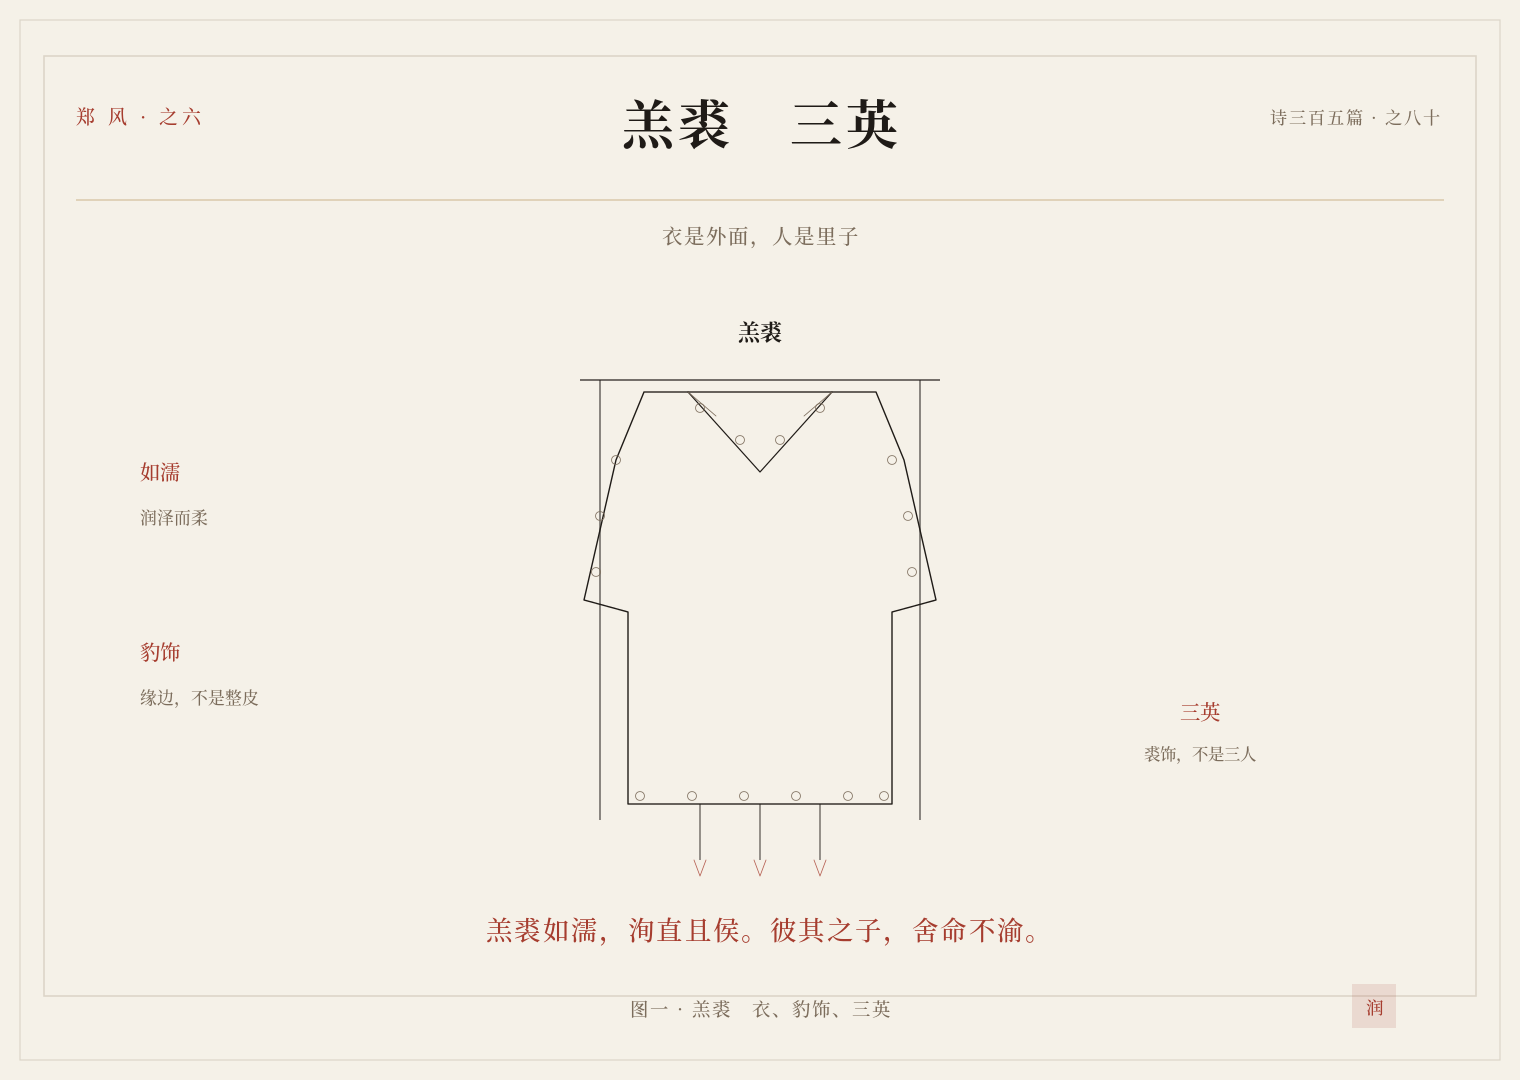 郑 风 · 之六
羔裘　三英
诗三百五篇 · 之八十
衣是外面，人是里子
羔裘
如濡
润泽而柔
豹饰
缘边，不是整皮
三英
裘饰，不是三人
羔裘如濡，洵直且侯。彼其之子，舍命不渝。
图一 · 羔裘　衣、豹饰、三英
润